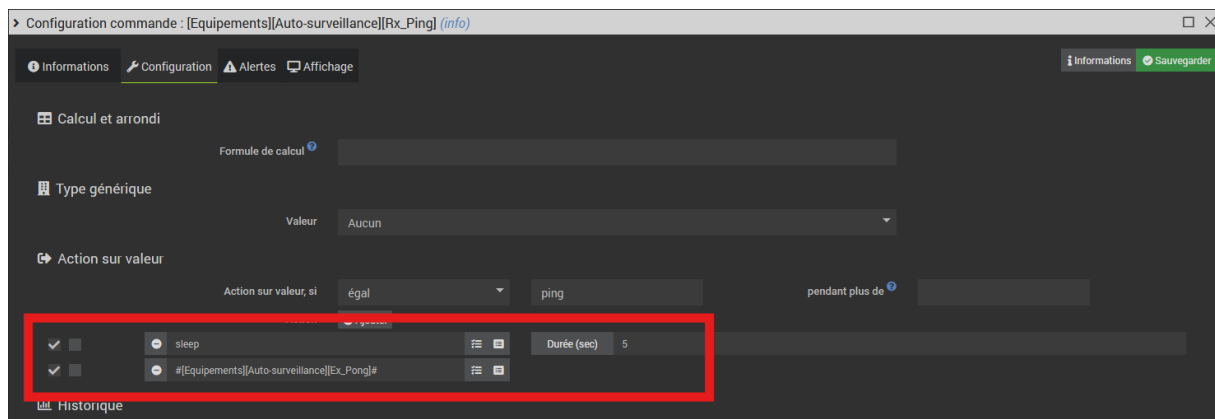 Configuration commande : [Equipements][Auto-surveillance][Rx_Ping] (info)
Informations Configuration Alertes Affichage Informations Sauvegarder
Calcul et arrondi
Formule de calcul
Type générique
Valeur Aucun
Action sur valeur
Action sur valeur, si égal ping pendant plus de
Ajouter
sleep Durée (sec) 5
#[Equipements][Auto-surveillance][Ex_Pong]#
Historique